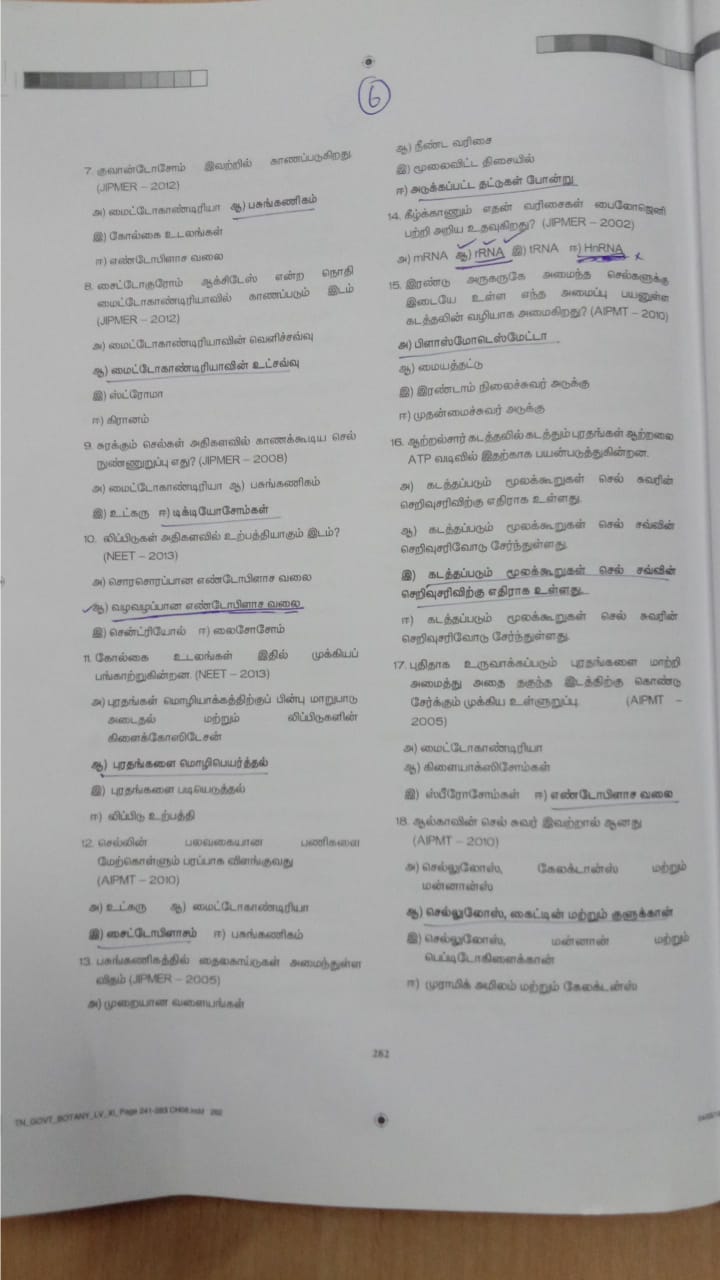 6
7. குவான்டோசோம் இவற்றில் காணப்படுகிறது
(JIPMER – 2012)
அ) மைட்டோகாண்டிரியா ஆ) பசுங்கணிகம்
இ) கோல்கை உடலங்கள்
ஈ) எண்டோபிளாச வலை
8. சைட்டோகுரோம் ஆக்சிடேஸ் என்ற நொதி
மைட்டோகாண்டிரியாவில் காணப்படும் இடம்
(JIPMER – 2012)
அ) மைட்டோகாண்டிரியாவின் வெளிச்சவ்வு
ஆ) மைட்டோகாண்டிரியாவின் உட்சவ்வு
இ) ஸ்ட்ரோமா
ஈ) கிரானம்
9. சுரக்கும் செல்கள் அதிகளவில் காணக்கூடிய செல்
நுண்ணுறுப்பு எது? (JIPMER – 2008)
அ) மைட்டோகாண்டிரியா ஆ) பசுங்கணிகம்
இ) உட்கரு ஈ) டிக்டியோசோம்கள்
10. லிப்பிடுகள் அதிகளவில் உற்பத்தியாகும் இடம்?
(NEET – 2013)
அ) சொரசொரப்பான எண்டோபிளாச வலை
ஆ) வழவழப்பான எண்டோபிளாச வலை
இ) சென்ட்ரியோல் ஈ) லைசோசோம்
11. கோல்கை உடலங்கள் இதில் முக்கியப்
பங்காற்றுகின்றன. (NEET – 2013)
அ) புரதங்கள் மொழியாக்கத்திற்குப் பின்பு மாறுபாடு
அடைதல் மற்றும் லிப்பிடுகளின்
கிளைக்கோஸிடேசன்
ஆ) புரதங்களை மொழிபெயர்த்தல்
இ) புரதங்களை படியெடுத்தல்
ஈ) லிப்பிடு உற்பத்தி
12. செல்லின் பலவகையான பணிகளை
மேற்கொள்ளும் பரப்பாக விளங்குவது
(AIPMT – 2010)
அ) உட்கரு ஆ) மைட்டோகாண்டிரியா
இ) சைட்டோபிளாசம் ஈ) பசுங்கணிகம்
13. பசுங்கணிகத்தில் தைலகாய்டுகள் அமைந்துள்ள
விதம் (JIPMER – 2005)
அ) முறையான வளையங்கள்
ஆ) நீண்ட வரிசை
இ) மூலைவிட்ட திசையில்
ஈ) அடுக்கப்பட்ட தட்டுகள் போன்று
14. கீழ்க்காணும் எதன் வரிசைகள் பைலோஜெனி
பற்றி அறிய உதவுகிறது? (JIPMER – 2002)
அ) mRNA ஆ) rRNA இ) tRNA ஈ) HnRNA
15. இரண்டு அருகருகே அமைந்த செல்களுக்கு
இடையே உள்ள எந்த அமைப்பு பயனுள்ள
கடத்தலின் வழியாக அமைகிறது? (AIPMT – 2010)
அ) பிளாஸ்மோடெஸ்மேட்டா
ஆ) மையத்தட்டு
இ) இரண்டாம் நிலைச்சுவர் அடுக்கு
ஈ) முதன்மைச்சுவர் அடுக்கு
16. ஆற்றல்சார் கடத்தலில் கடத்தும் புரதங்கள் ஆற்றலை
ATP வடிவில் இதற்காக பயன்படுத்துகின்றன.
அ) கடத்தப்படும் மூலக்கூறுகள் செல் சுவரின்
செறிவுசரிவிற்கு எதிராக உள்ளது.
ஆ) கடத்தப்படும் மூலக்கூறுகள் செல் சவ்வின்
செறிவுசரிவோடு சேர்ந்துள்ளது.
இ) கடத்தப்படும் மூலக்கூறுகள் செல் சவ்வின்
செறிவுசரிவிற்கு எதிராக உள்ளது.
ஈ) கடத்தப்படும் மூலக்கூறுகள் செல் சுவரின்
செறிவுசரிவோடு சேர்ந்துள்ளது.
17. புதிதாக உருவாக்கப்படும் புரதங்களை மாற்றி
அமைத்து அதை தகுந்த இடத்திற்கு கொண்டு
சேர்க்கும் முக்கிய உள்ளுறுப்பு. (AIPMT –
2005)
அ) மைட்டோகாண்டிரியா
ஆ) கிளையாக்ஸிசோம்கள்
இ) ஸ்பீரோசோம்கள் ஈ) எண்டோபிளாச வலை
18. ஆல்காவின் செல் சுவர் இவற்றால் ஆனது
(AIPMT – 2010)
அ) செல்லுலோஸ், கேலக்டான்ஸ் மற்றும்
மன்னான்ஸ்
ஆ) செல்லுலோஸ், கைட்டின் மற்றும் குளுக்கான்
இ) செல்லுலோஸ், மன்னான் மற்றும்
பெப்டிடோகிளைக்கான்
ஈ) முராமிக் அமிலம் மற்றும் கேலக்டன்ஸ்
262
TN_GOVT_BOTANY_LV_XI_Page 241-283 CH06.indd 262